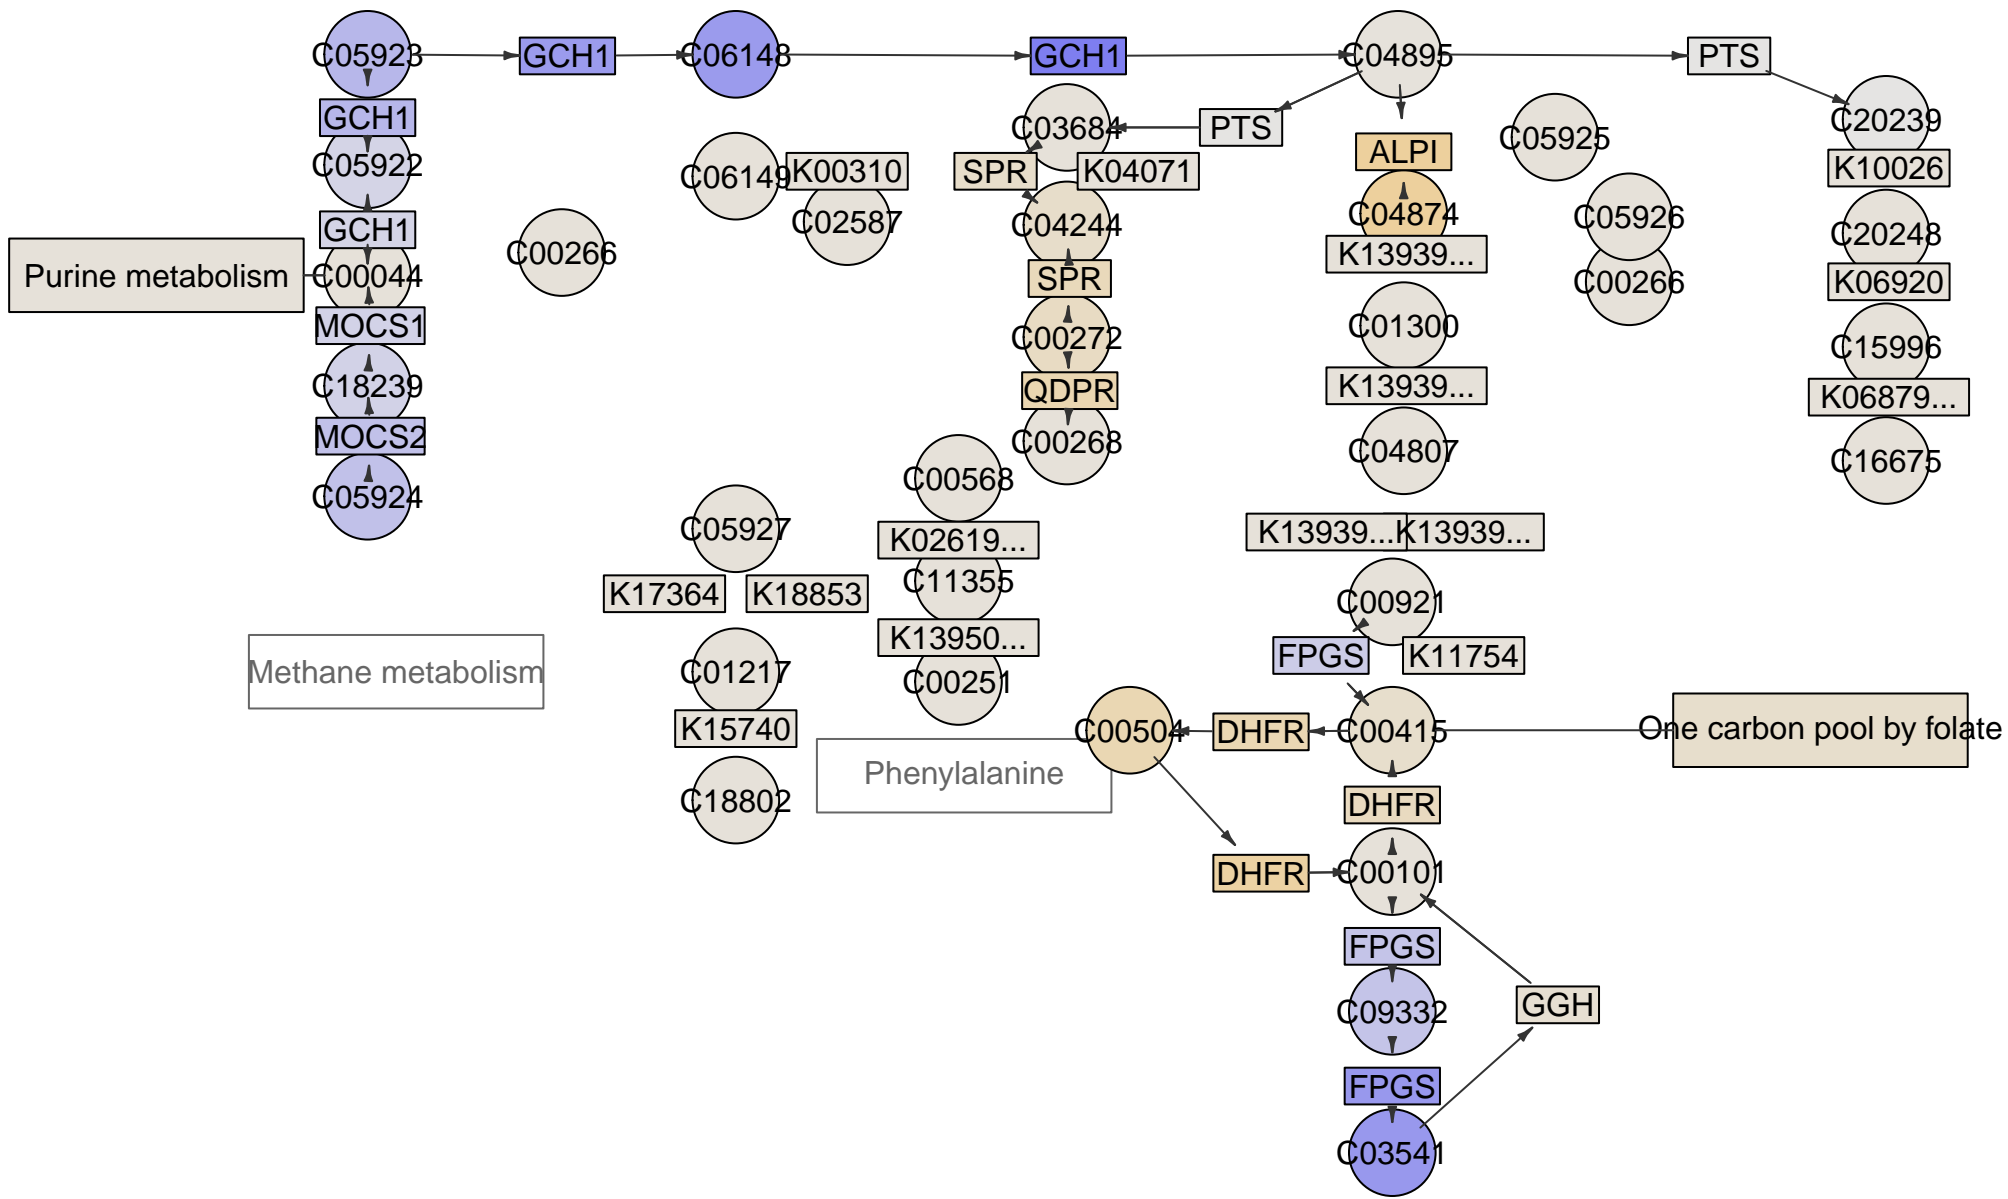 C05923
GCH1
C06148
GCH1
C04895
PTS
GCH1
C03684
PTS
C20239
C05925
ALPI
C05922
C06149
K00310
SPR
K04071
K10026
GCH1
C02587
C04244
C04874
C05926
C20248
C00266
K13939...
Purine metabolism
C00044
SPR
C00266
K06920
MOCS1
C00272
C01300
C15996
C18239
QDPR
K13939...
K06879...
MOCS2
C00268
C04807
C16675
C05924
C00568
C05927
K02619...
K13939...
K13939...
K17364
K18853
C11355
C00921
K13950...
FPGS
K11754
Methane metabolism
C01217
C00251
K15740
C00504
DHFR
C00415
One carbon pool by folate
Phenylalanine
C18802
DHFR
DHFR
C00101
FPGS
C09332
GGH
FPGS
C03541